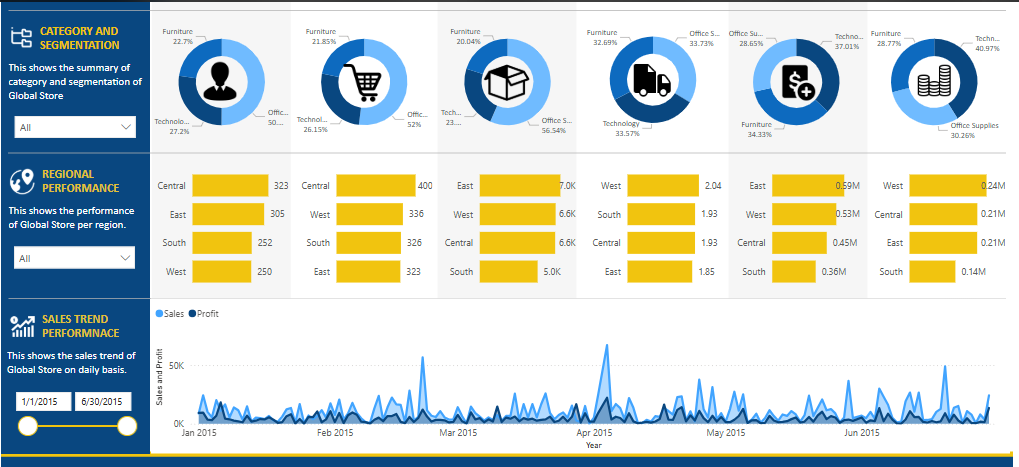 CATEGORY AND
SEGMENTATION
This shows the summary of
category and segmentation of
Global Store
All
Furniture
22.7%
Technolo...
27.2%
Offic...
50....
Furniture
21.85%
Technol...
26.15%
Offic...
52%
Furniture
20.04%
Tech...
23....
Office S...
56.54%
Furniture
32.69%
Office S...
33.73%
Technology
33.57%
Office Su...
28.65%
Techno...
37.01%
Furniture
34.33%
Furniture
28.77%
Techn...
40.97%
Office Supplies
30.26%
REGIONAL
PERFORMANCE
This shows the performance
of Global Store per region.
All
Central 323
East 305
South 252
West 250
Central 400
West 336
South 326
East 323
East 7.0K
West 6.6K
Central 6.6K
South 5.0K
West 2.04
South 1.93
Central 1.93
East 1.85
East 0.59M
West 0.53M
Central 0.45M
South 0.36M
West 0.24M
Central 0.21M
East 0.21M
South 0.14M
SALES TREND
PERFORMNACE
This shows the sales trend of
Global Store on daily basis.
1/1/2015 6/30/2015
Sales Profit
Sales and Profit
50K
0K
Jan 2015 Feb 2015 Mar 2015 Apr 2015 May 2015 Jun 2015
Year